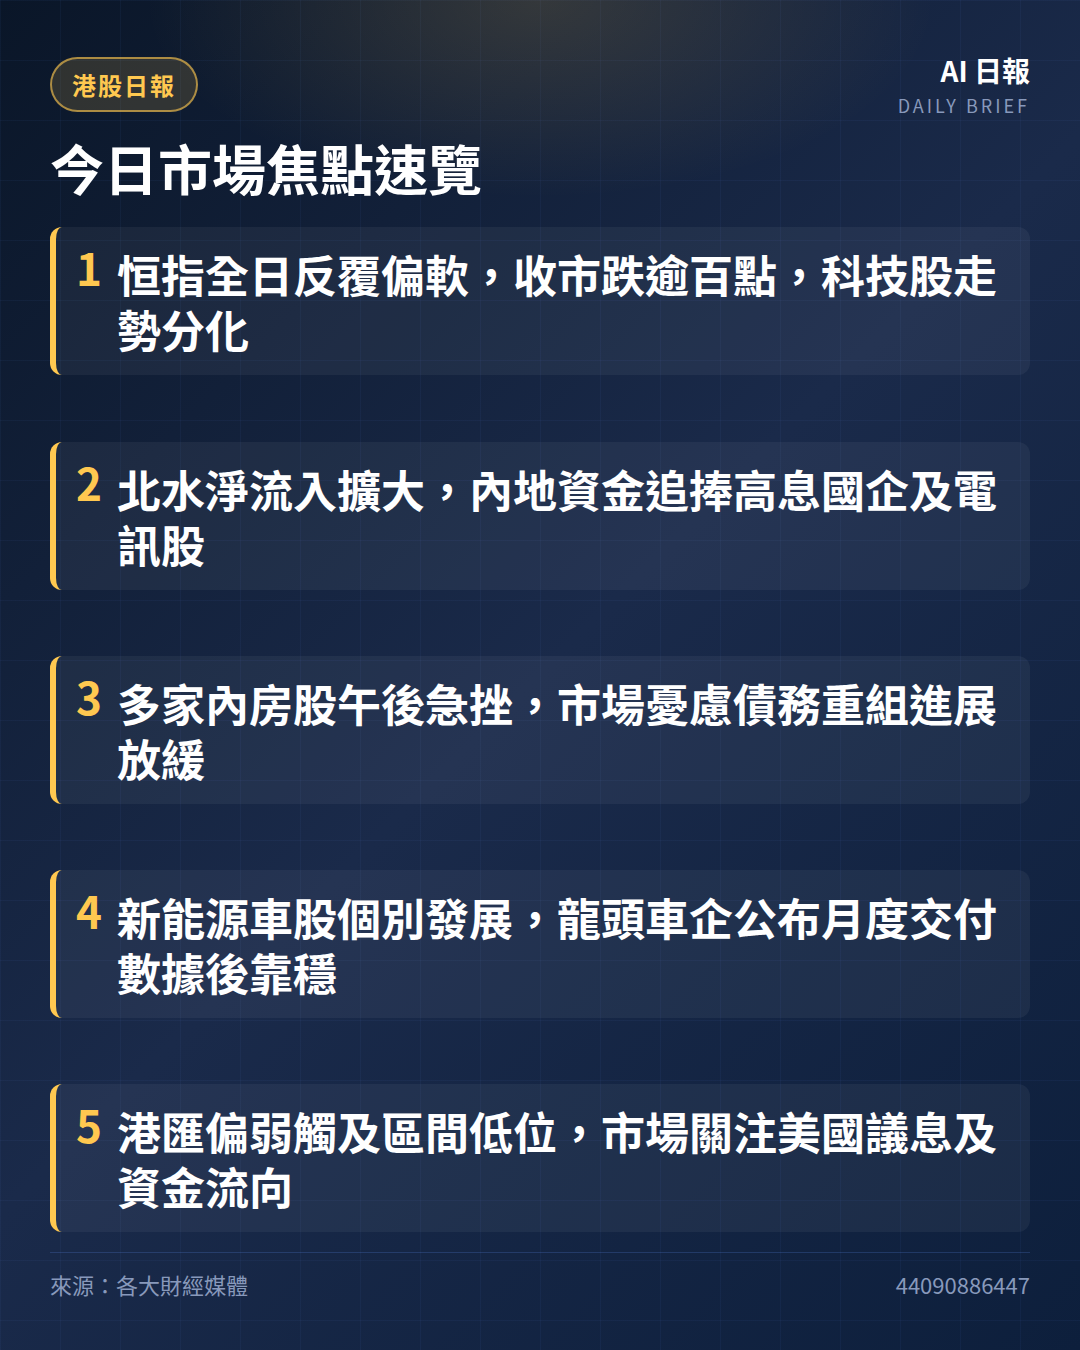 港股日報
AI 日報
DAILY BRIEF
今日市場焦點速覽
1 恒指全日反覆偏軟，收市跌逾百點，科技股走
勢分化
2 北水淨流入擴大，內地資金追捧高息國企及電
訊股
3 多家內房股午後急挫，市場憂慮債務重組進展
放緩
4 新能源車股個別發展，龍頭車企公布月度交付
數據後靠穩
5 港匯偏弱觸及區間低位，市場關注美國議息及
資金流向
來源：各大財經媒體
44090886447